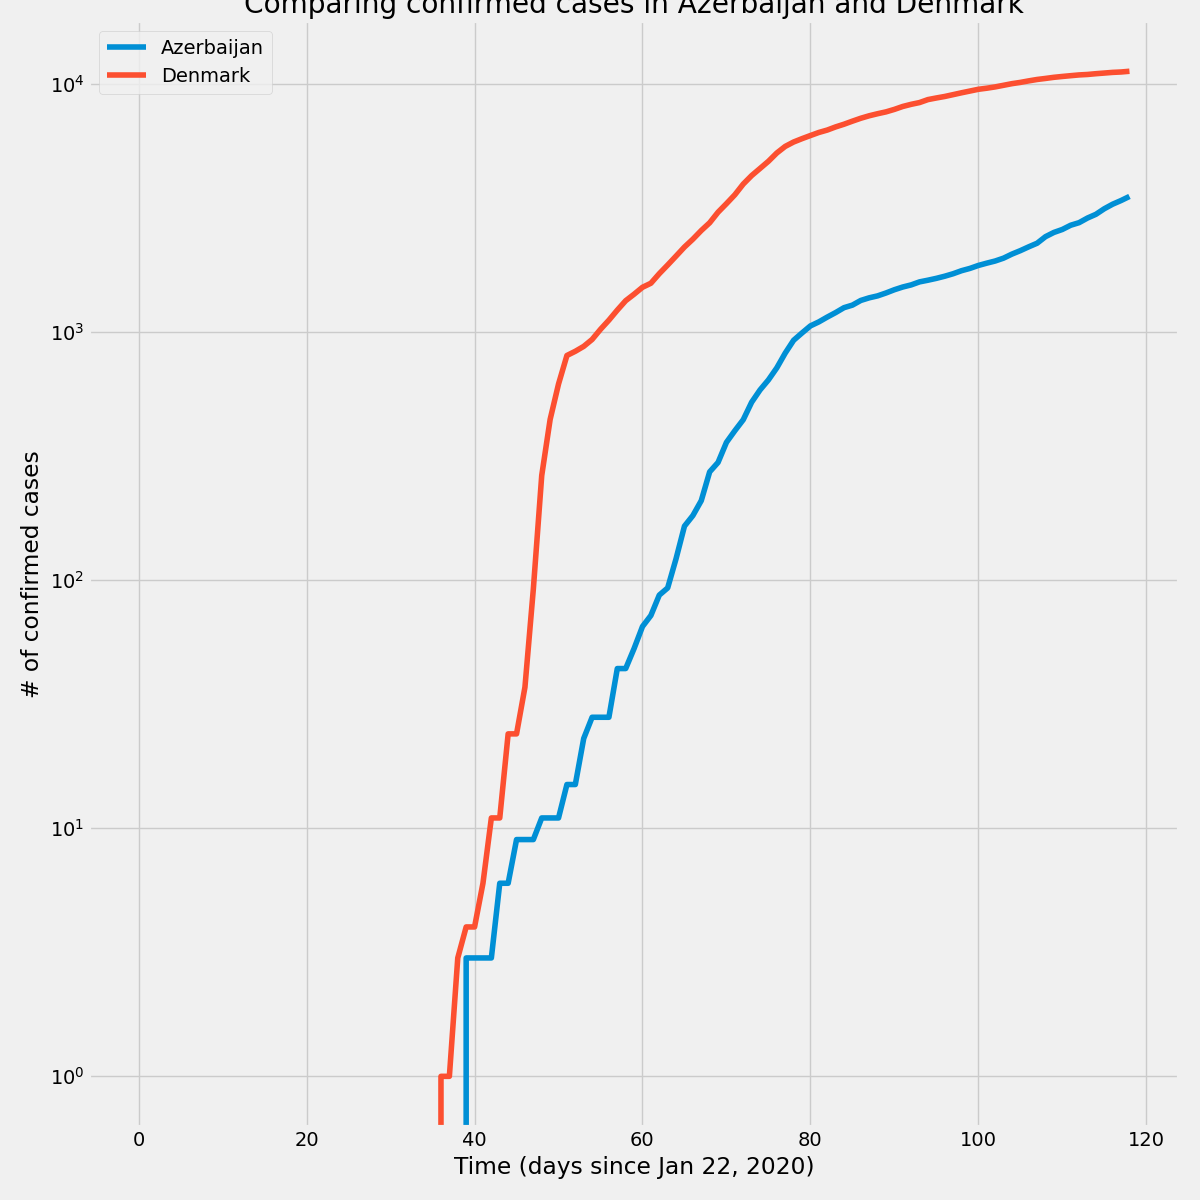 Comparing confirmed cases in Azerbaijan and Denmark
Azerbaijan
Denmark
10⁴
10³
10²
10¹
10⁰
# of confirmed cases
0 20 40 60 80 100 120
Time (days since Jan 22, 2020)